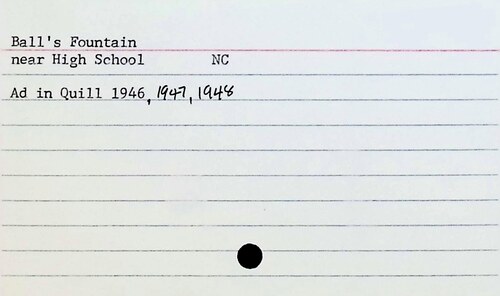 Ball's Fountain
near High School NC
Ad in Quill 1946, 1947, 1948